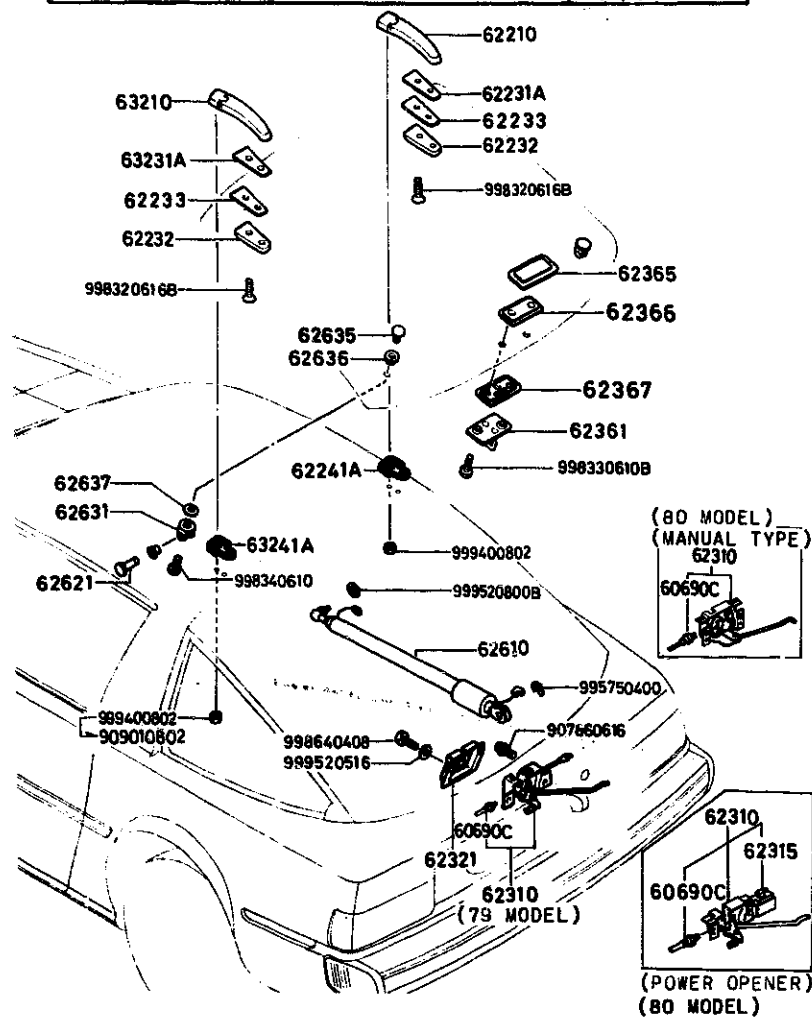 62210
63210
62231A
62233
62232
63231A
62233
62232
998320616B
998320616B
62365
62366
62635
62636
62367
62361
62241A
998330610B
62637
62631
63241A
62621
998340610
999400802
999520800B
(80 MODEL)
(MANUAL TYPE)
62310
60690C
62610
995750400
999400802
909010802
998640408
999520516
907860616
60690C
62321
62310
(79 MODEL)
62310
62315
60690C
(POWER OPENER)
(80 MODEL)